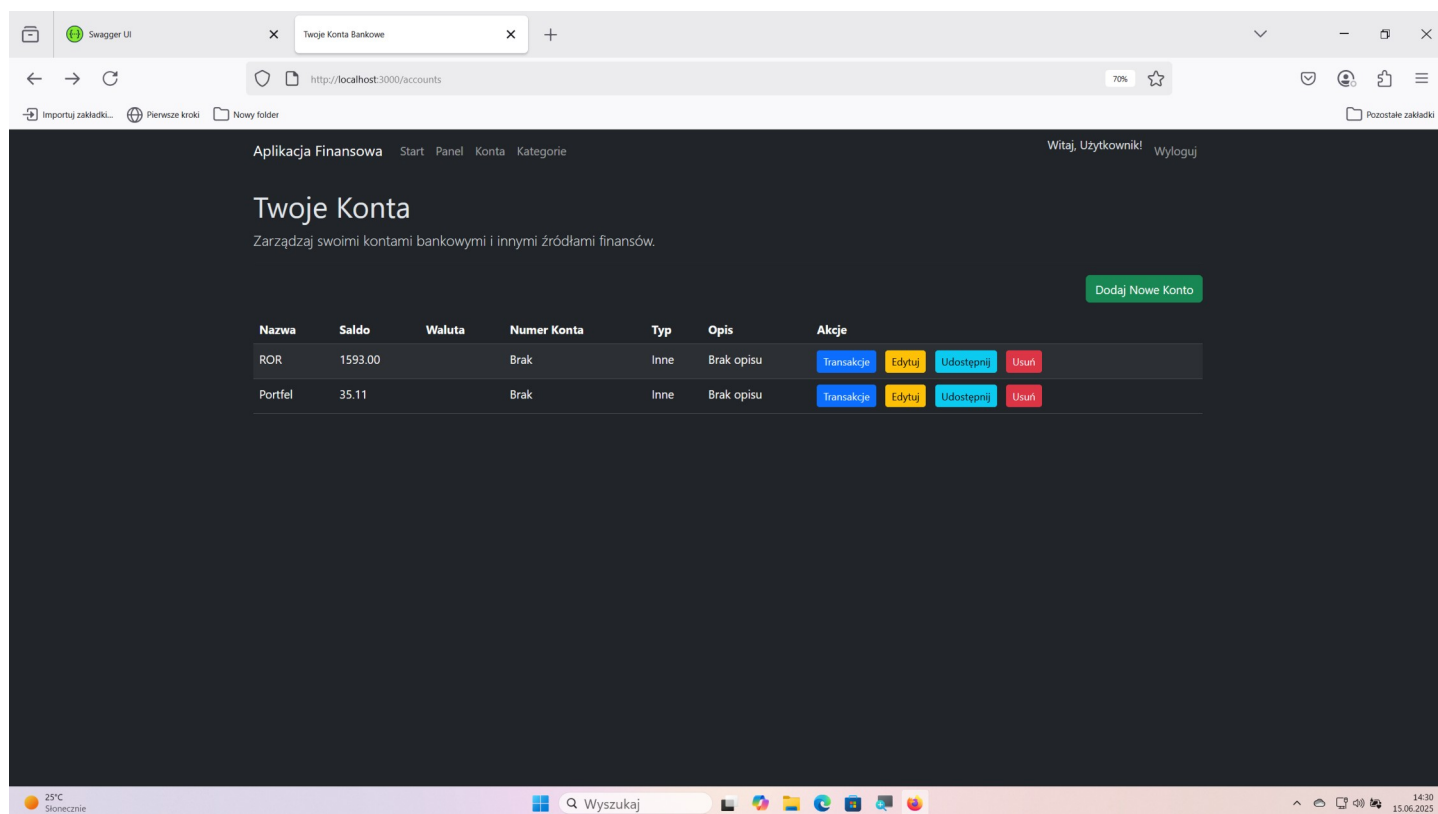 Swagger UI
Twoje Konta Bankowe
http://localhost:3000/accounts
70%
Importuj zakładki... Pierwsze kroki Nowy folder Pozostałe zakładki
Aplikacja Finansowa Start Panel Konta Kategorie Witaj, Użytkownik! Wyloguj
Twoje Konta
Zarządzaj swoimi kontami bankowymi i innymi źródłami finansów.
Dodaj Nowe Konto
Nazwa Saldo Waluta Numer Konta Typ Opis Akcje
ROR 1593.00 Brak Inne Brak opisu Transakcje Edytuj Udostępnij Usuń
Portfel 35.11 Brak Inne Brak opisu Transakcje Edytuj Udostępnij Usuń
25°C
Słonecznie
Wyszukaj
14:30
15.06.2025